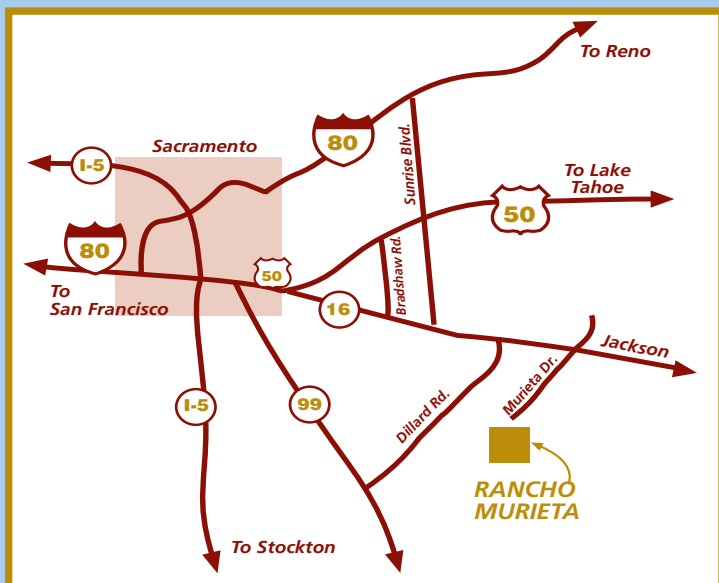 To Reno
80
Sacramento
Sunrise Blvd.
I-5
To Lake
Tahoe
50
80
Bradshaw Rd.
50
To
San Francisco
16
Jackson
Murieta Dr.
I-5
99
Dillard Rd.
RANCHO
MURIETA
To Stockton